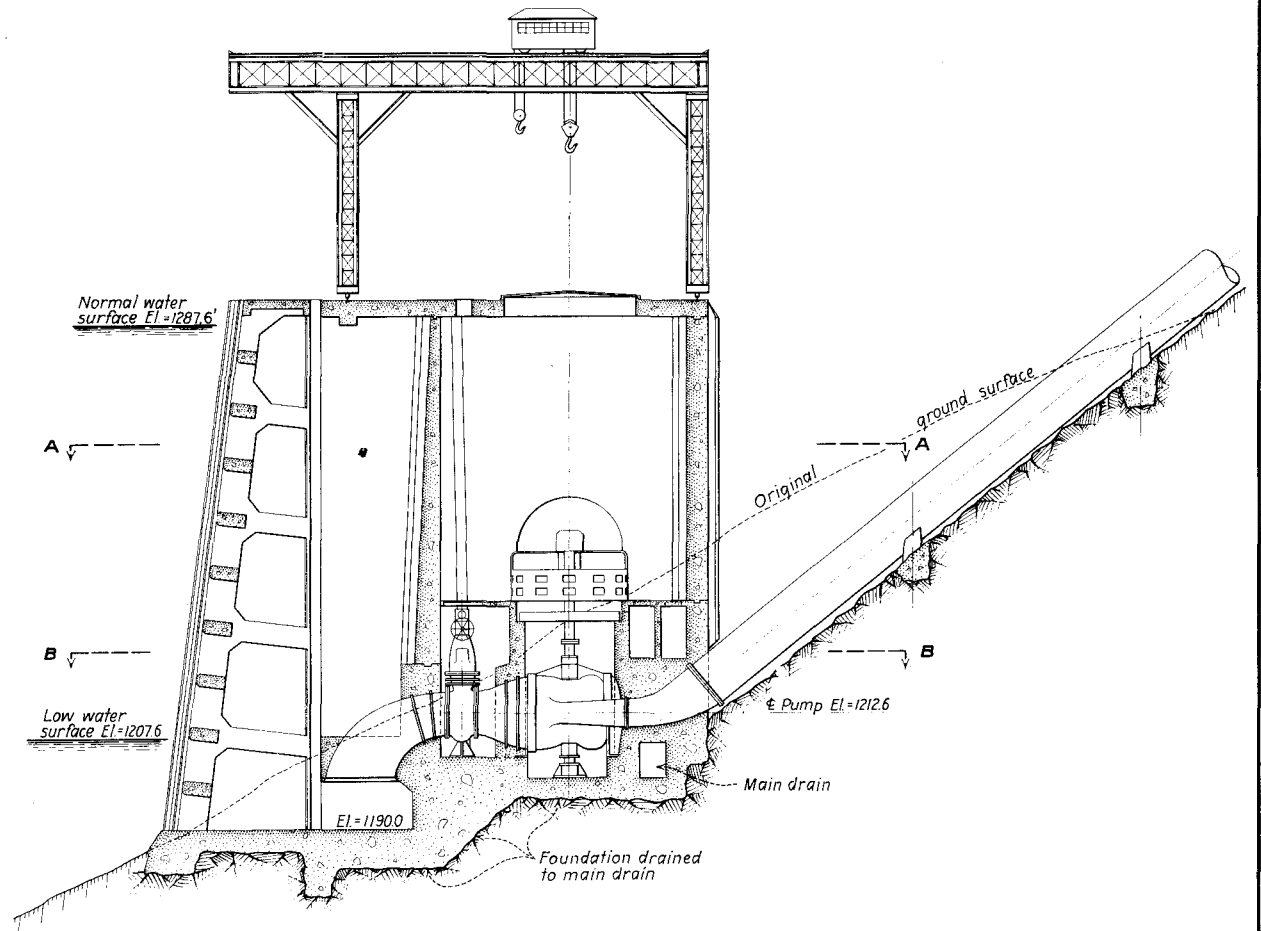 Normal water
surface El.=1287.6'
ground surface
A
A
Original
B
B
℄ Pump El.=1212.6
Low water
surface El.=1207.6
Main drain
El.=1190.0
Foundation drained
to main drain